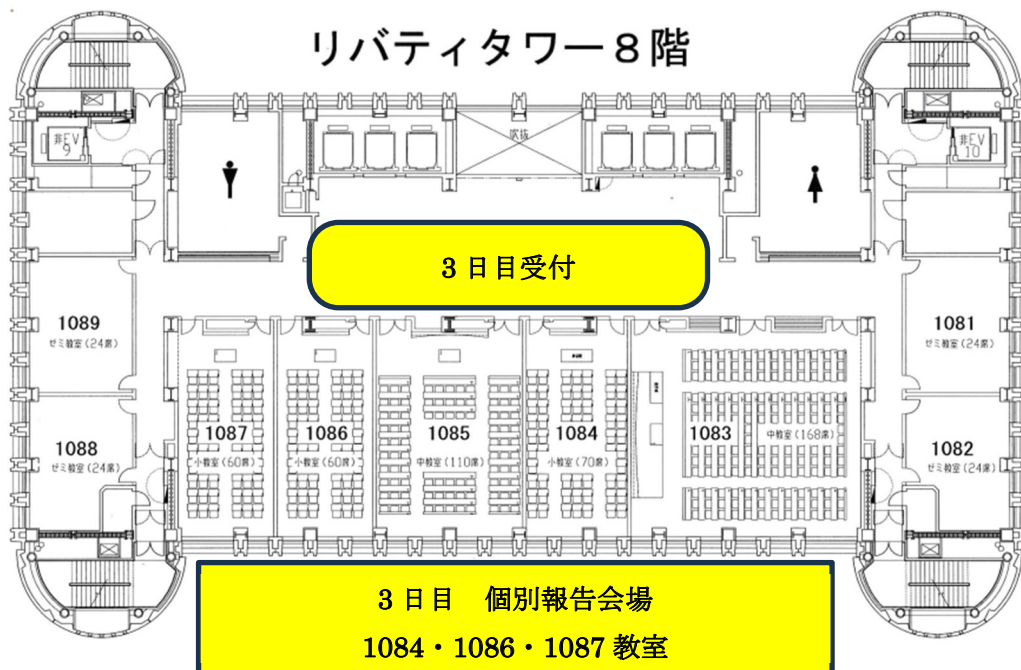 リバティタワー８階
非EV
9
吹抜
非EV
10
３日目受付
1089
ゼミ教室(24席)
1081
ゼミ教室(24席)
1087
小教室(60席)
1086
小教室(60席)
1085
中教室(110席)
1084
小教室(70席)
1083
中教室(168席)
1088
ゼミ教室(24席)
1082
ゼミ教室(24席)
３日目　個別報告会場
1084・1086・1087 教室